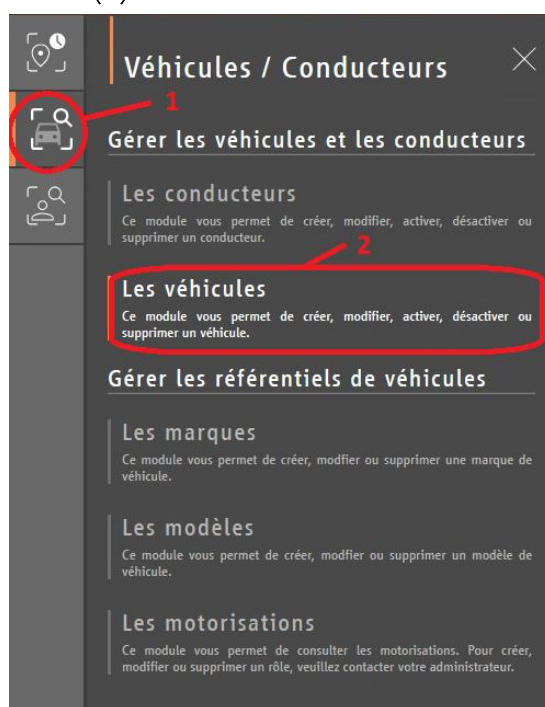 Véhicules / Conducteurs
1
Gérer les véhicules et les conducteurs
Les conducteurs
Ce module vous permet de créer, modifier, activer, désactiver ou
supprimer un conducteur.
2
Les véhicules
Ce module vous permet de créer, modifier, activer, désactiver ou
supprimer un véhicule.
Gérer les référentiels de véhicules
Les marques
Ce module vous permet de créer, modfier ou supprimer une marque de
véhicule.
Les modèles
Ce module vous permet de créer, modfier ou supprimer un modèle de
véhicule.
Les motorisations
Ce module vous permet de consulter les motorisations. Pour créer,
modifier ou supprimer un rôle, veuillez contacter votre administrateur.